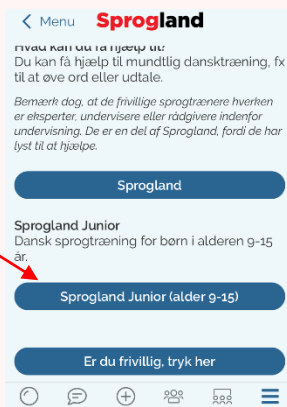 Menu Sprogland
Hvad kan du få hjælp til?
Du kan få hjælp til mundtlig dansktræning, fx
til at øve ord eller udtale.
Bemærk dog, at de frivillige sprogtrænere hverken
er eksperter, undervisere eller rådgivere indenfor
undervisning. De er en del af Sprogland, fordi de har
lyst til at hjælpe.
Sprogland
Sprogland Junior
Dansk sprogtræning for børn i alderen 9-15
år.
Sprogland Junior (alder 9-15)
Er du frivillig, tryk her